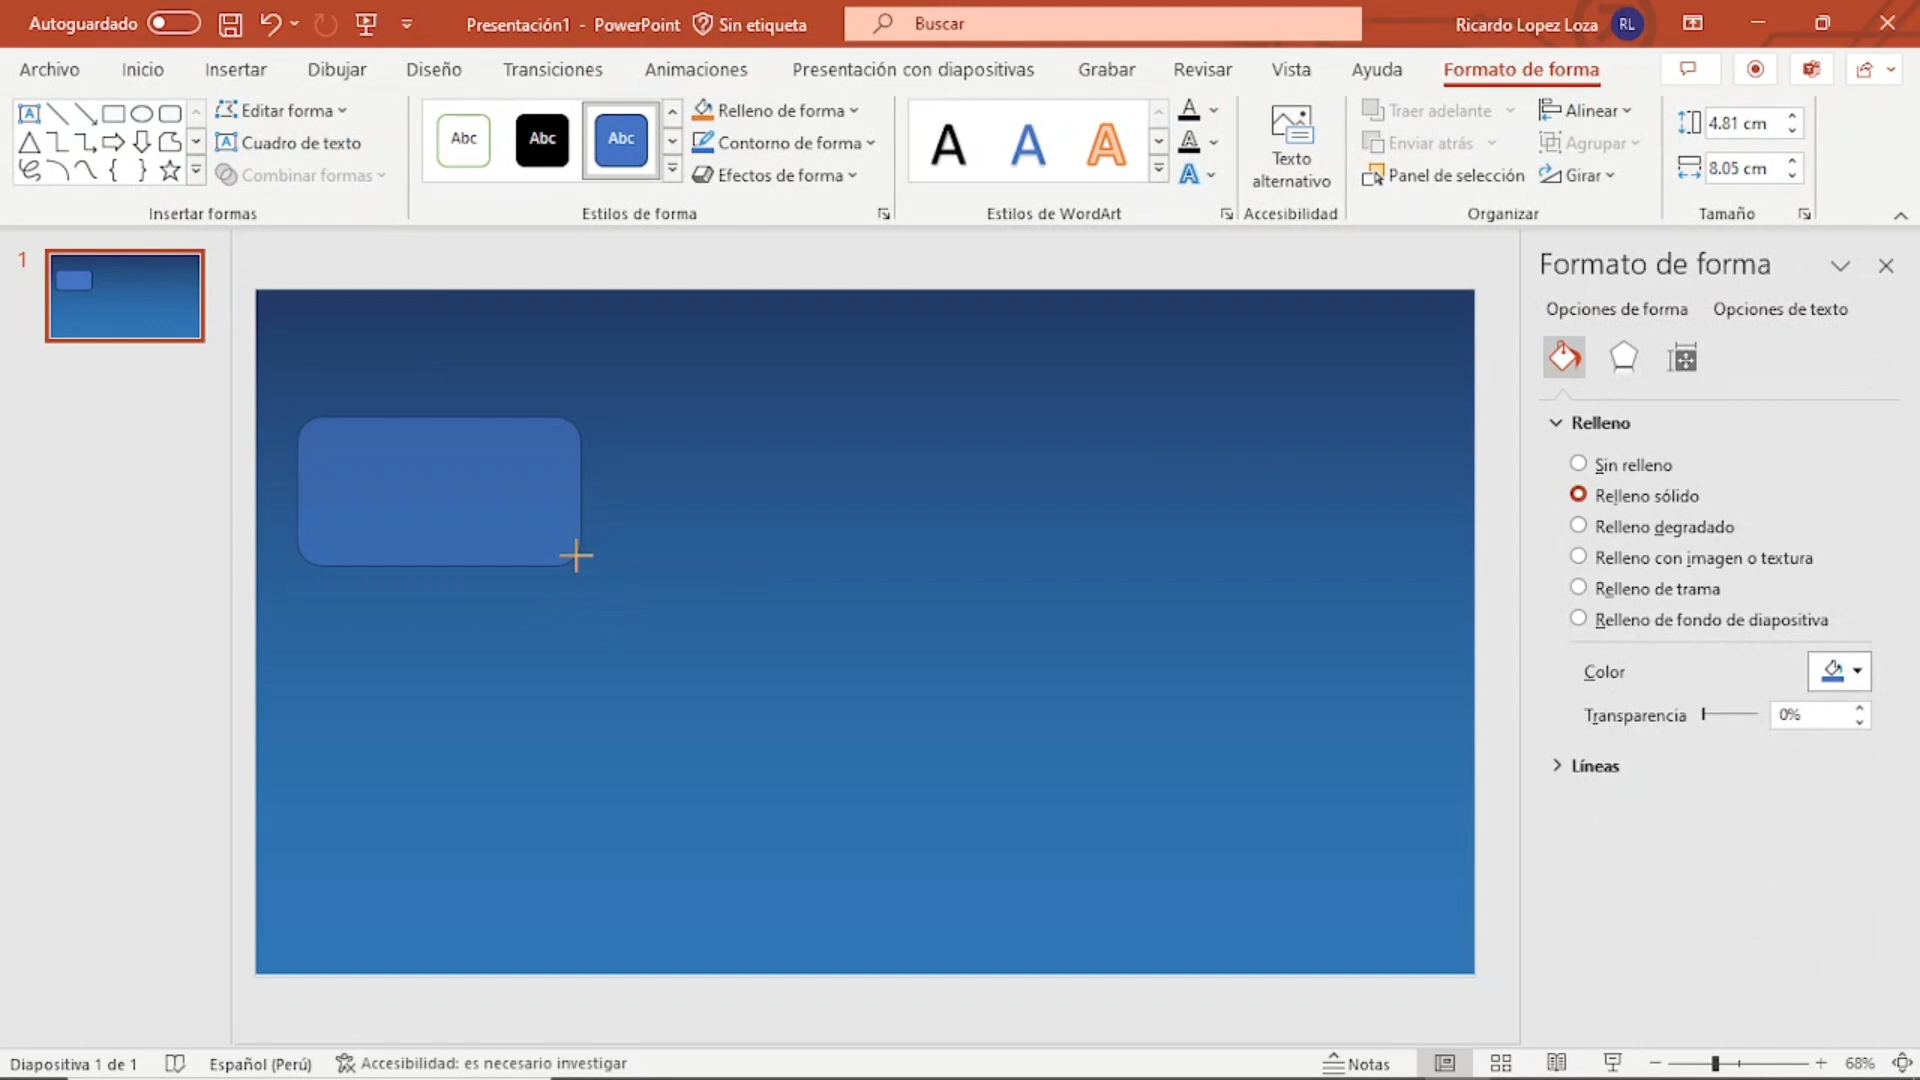 Autoguardado
Presentación1 - PowerPoint
Sin etiqueta
Buscar
Ricardo Lopez Loza
RL
Archivo
Inicio
Insertar
Dibujar
Diseño
Transiciones
Animaciones
Presentación con diapositivas
Grabar
Revisar
Vista
Ayuda
Formato de forma
Editar forma
Cuadro de texto
Combinar formas
Insertar formas
Abc
Abc
Abc
Relleno de forma
Contorno de forma
Efectos de forma
Estilos de forma
A
A
A
A
A
A
Estilos de WordArt
Texto
alternativo
Accesibilidad
Traer adelante
Enviar atrás
Panel de selección
Alinear
Agrupar
Girar
Organizar
4.81 cm
8.05 cm
Tamaño
1
Formato de forma
Opciones de forma
Opciones de texto
Relleno
Sin relleno
Relleno sólido
Relleno degradado
Relleno con imagen o textura
Relleno de trama
Relleno de fondo de diapositiva
Color
Transparencia
0%
Líneas
Diapositiva 1 de 1
Español (Perú)
Accesibilidad: es necesario investigar
Notas
68%